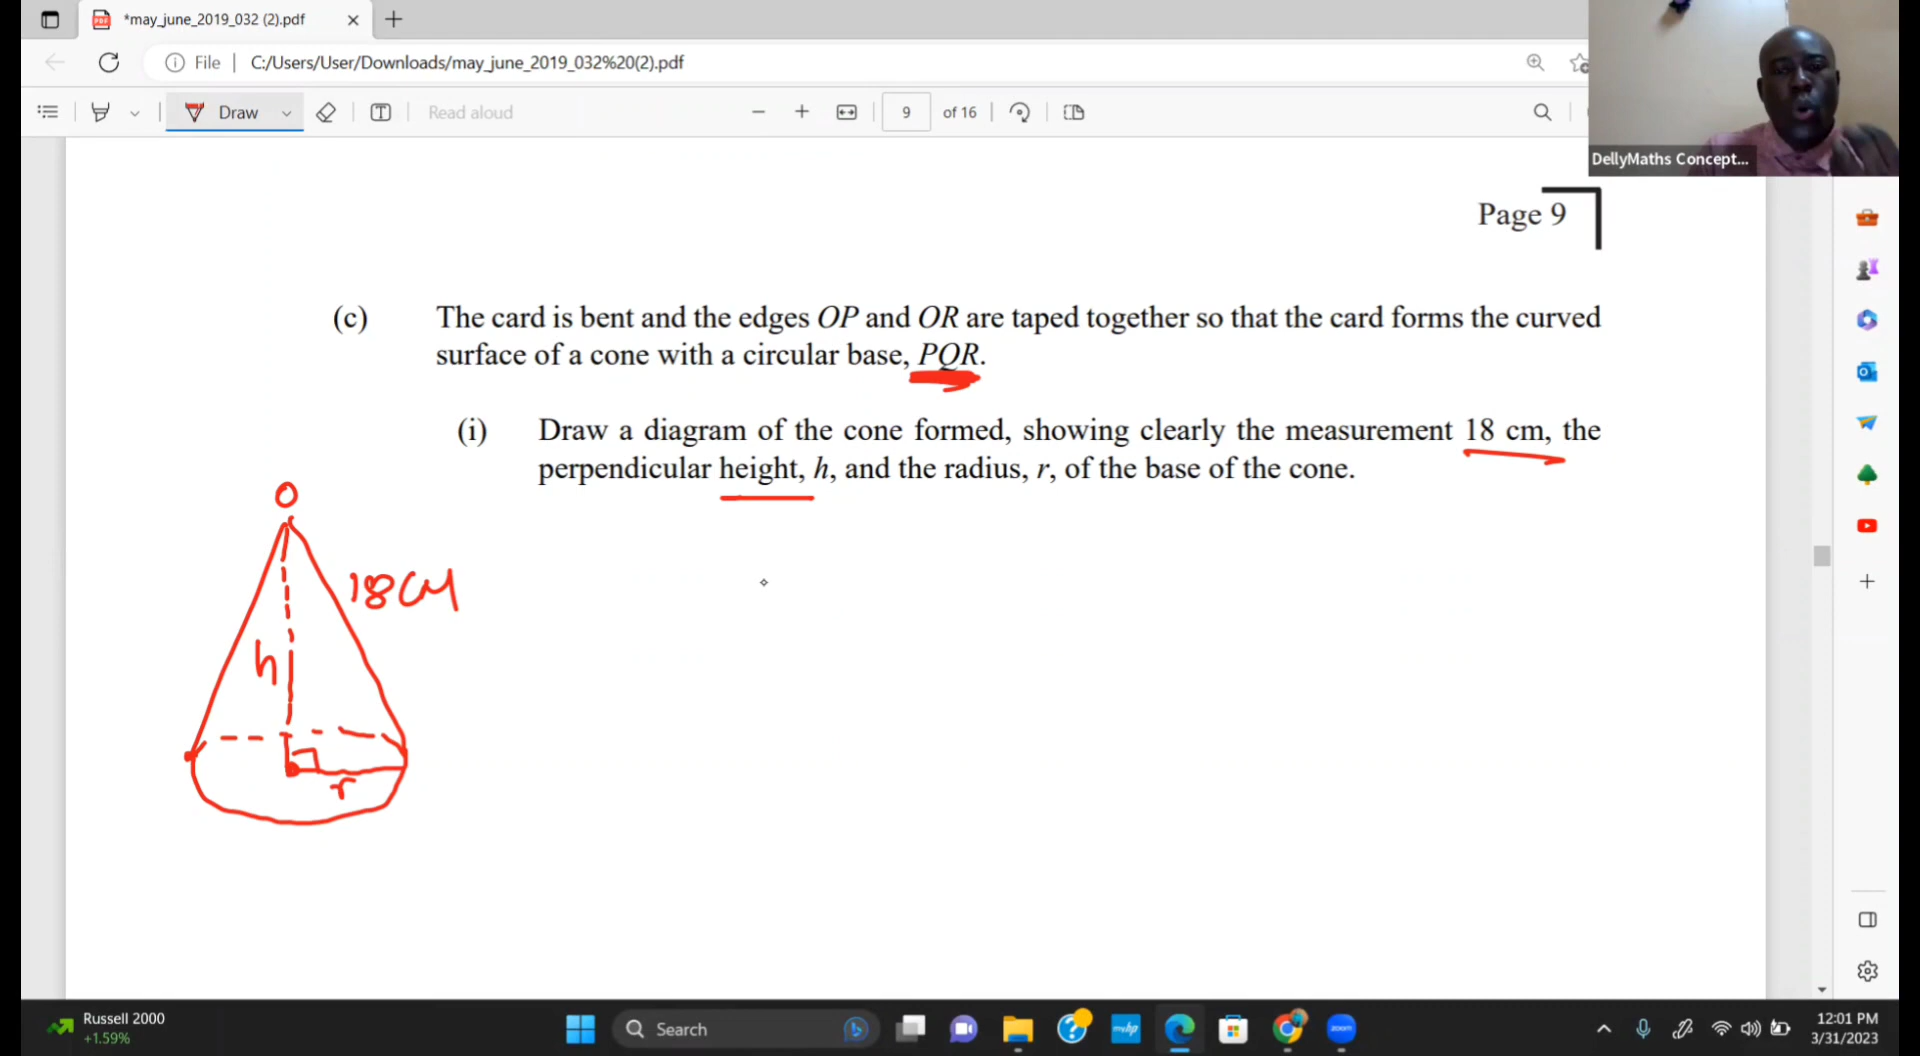 *may_june_2019_032 (2).pdf
File | C:/Users/User/Downloads/may_june_2019_032%20(2).pdf
Draw
Read aloud
9 of 16
DellyMaths Concept...
Page 9
(c) The card is bent and the edges OP and OR are taped together so that the card forms the curved
surface of a cone with a circular base, PQR.
(i) Draw a diagram of the cone formed, showing clearly the measurement 18 cm, the
perpendicular height, h, and the radius, r, of the base of the cone.
O
18cm
h
r
Russell 2000
+1.59%
Search
myhp
zoom
12:01 PM
3/31/2023